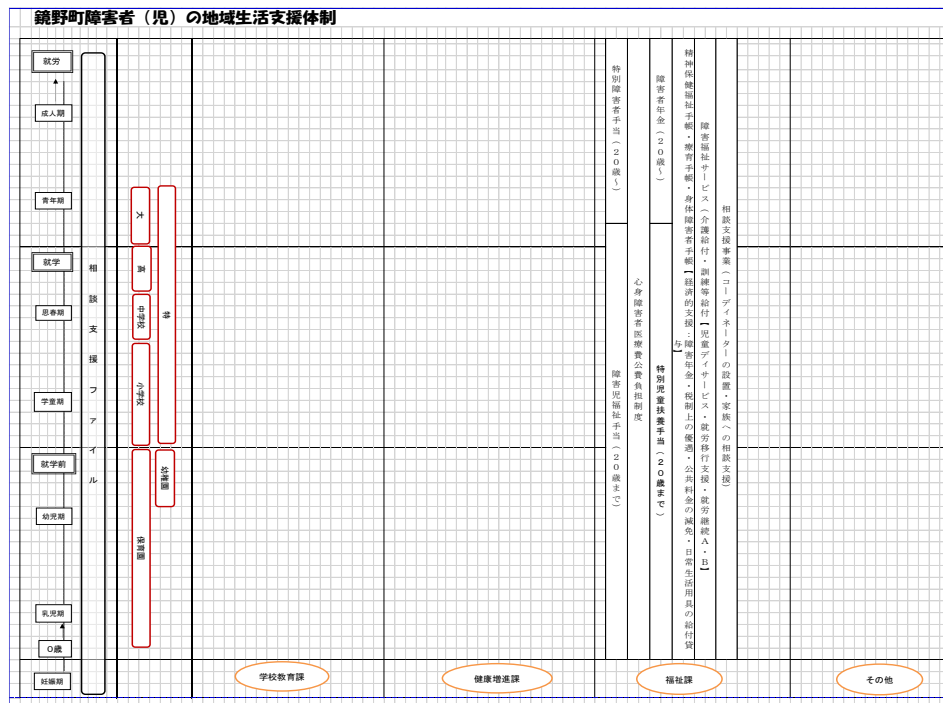 鏡野町障害者（児）の地域生活支援体制
就労
成人期
青年期
就学
思春期
学童期
就学前
幼児期
乳児期
０歳
妊娠期
相談支援ファイル
大
高
中学校
小学校
保育園
特
幼稚園
特別障害者手当（２０歳～）
障害児福祉手当（２０歳まで）
心身障害者医療費公費負担制度
障害者年金（２０歳～）
特別児童扶養手当（２０歳まで）
精神保健福祉手帳・療育手帳・身体障害者手帳【経済的支援：障害年金・税制上の優遇・公共料金の減免・日常生活用具の給付貸
与】
障害福祉サービス（介護給付・訓練等給付【児童デイサービス・就労移行支援・就労継続Ａ・Ｂ】
相談支援事業（コーディネーターの設置・家族への相談支援）
学校教育課
健康増進課
福祉課
その他